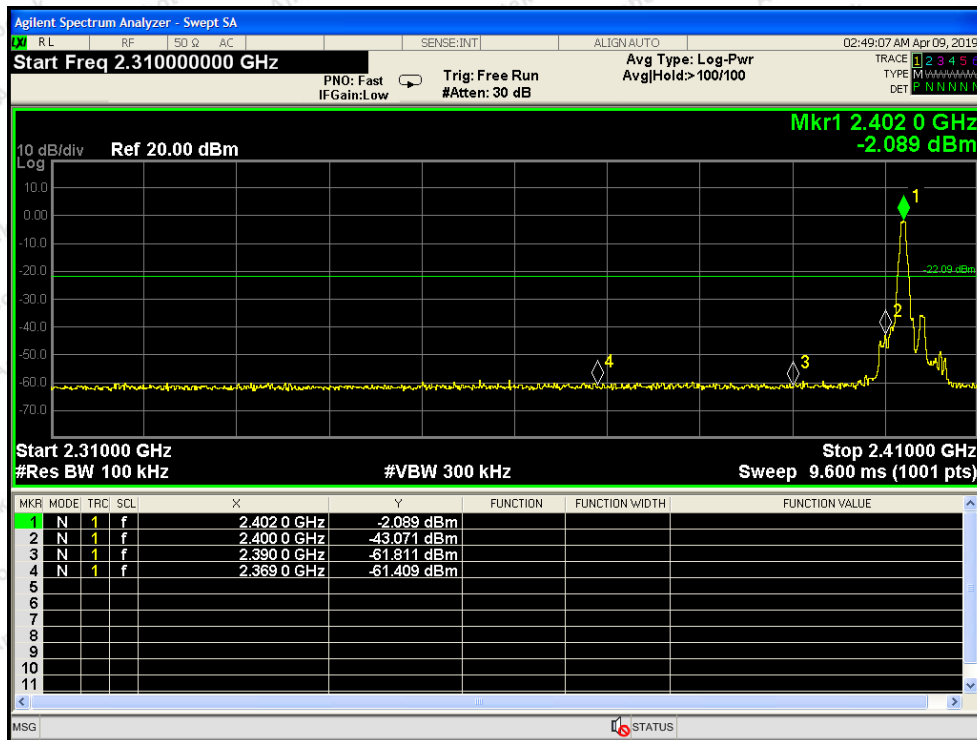 Agilent Spectrum Analyzer - Swept SA
LXI RL RF 50 Ω AC SENSE:INT ALIGNAUTO 02:49:07 AM Apr 09, 2019
Start Freq 2.310000000 GHz
PNO: Fast
IFGain:Low
Trig: Free Run
#Atten: 30 dB
Avg Type: Log-Pwr
Avg|Hold:>100/100
TRACE 1 2 3 4 5
TYPE M
DET P N N N N N
Mkr1 2.402 0 GHz
-2.089 dBm
10 dB/div Ref 20.00 dBm
Log
10.0
0.00
-10.0
-20.0
-30.0
-40.0
-50.0
-60.0
-70.0
1
-22.09 dBm
2
3
4
Start 2.31000 GHz Stop 2.41000 GHz
#Res BW 100 kHz #VBW 300 kHz Sweep 9.600 ms (1001 pts)
MKR MODE TRC SCL X Y FUNCTION FUNCTION WIDTH FUNCTION VALUE
1 N 1 f 2.402 0 GHz -2.089 dBm
2 N 1 f 2.400 0 GHz -43.071 dBm
3 N 1 f 2.390 0 GHz -61.811 dBm
4 N 1 f 2.369 0 GHz -61.409 dBm
5
6
7
8
9
10
11
MSG STATUS